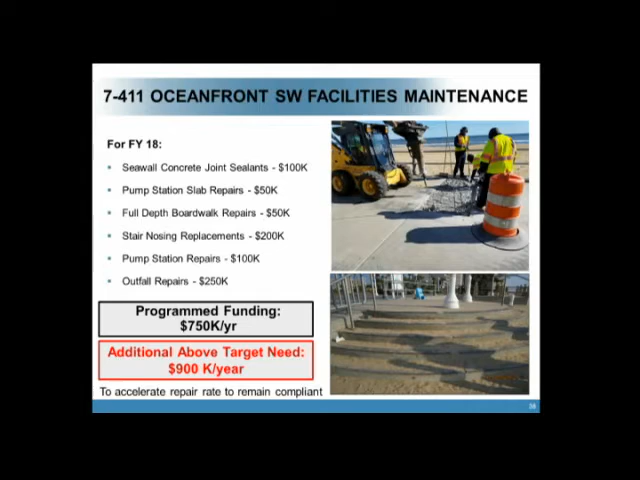 7-411 OCEANFRONT SW FACILITIES MAINTENANCE
For FY 18:
▪ Seawall Concrete Joint Sealants - $100K
▪ Pump Station Slab Repairs - $50K
▪ Full Depth Boardwalk Repairs - $50K
▪ Stair Nosing Replacements - $200K
▪ Pump Station Repairs - $100K
▪ Outfall Repairs - $250K
Programmed Funding:
$750K/yr
Additional Above Target Need:
$900 K/year
To accelerate repair rate to remain compliant